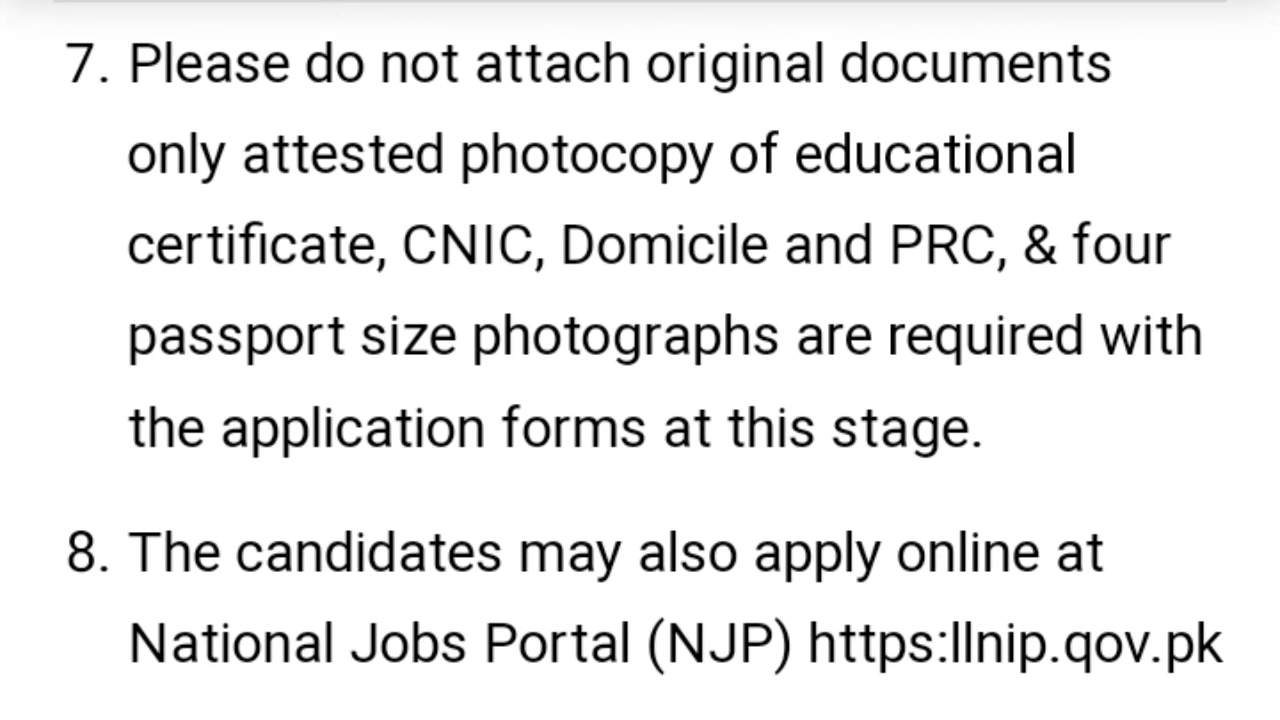 7. Please do not attach original documents
only attested photocopy of educational
certificate, CNIC, Domicile and PRC, & four
passport size photographs are required with
the application forms at this stage.
8. The candidates may also apply online at
National Jobs Portal (NJP) https:llnip.qov.pk